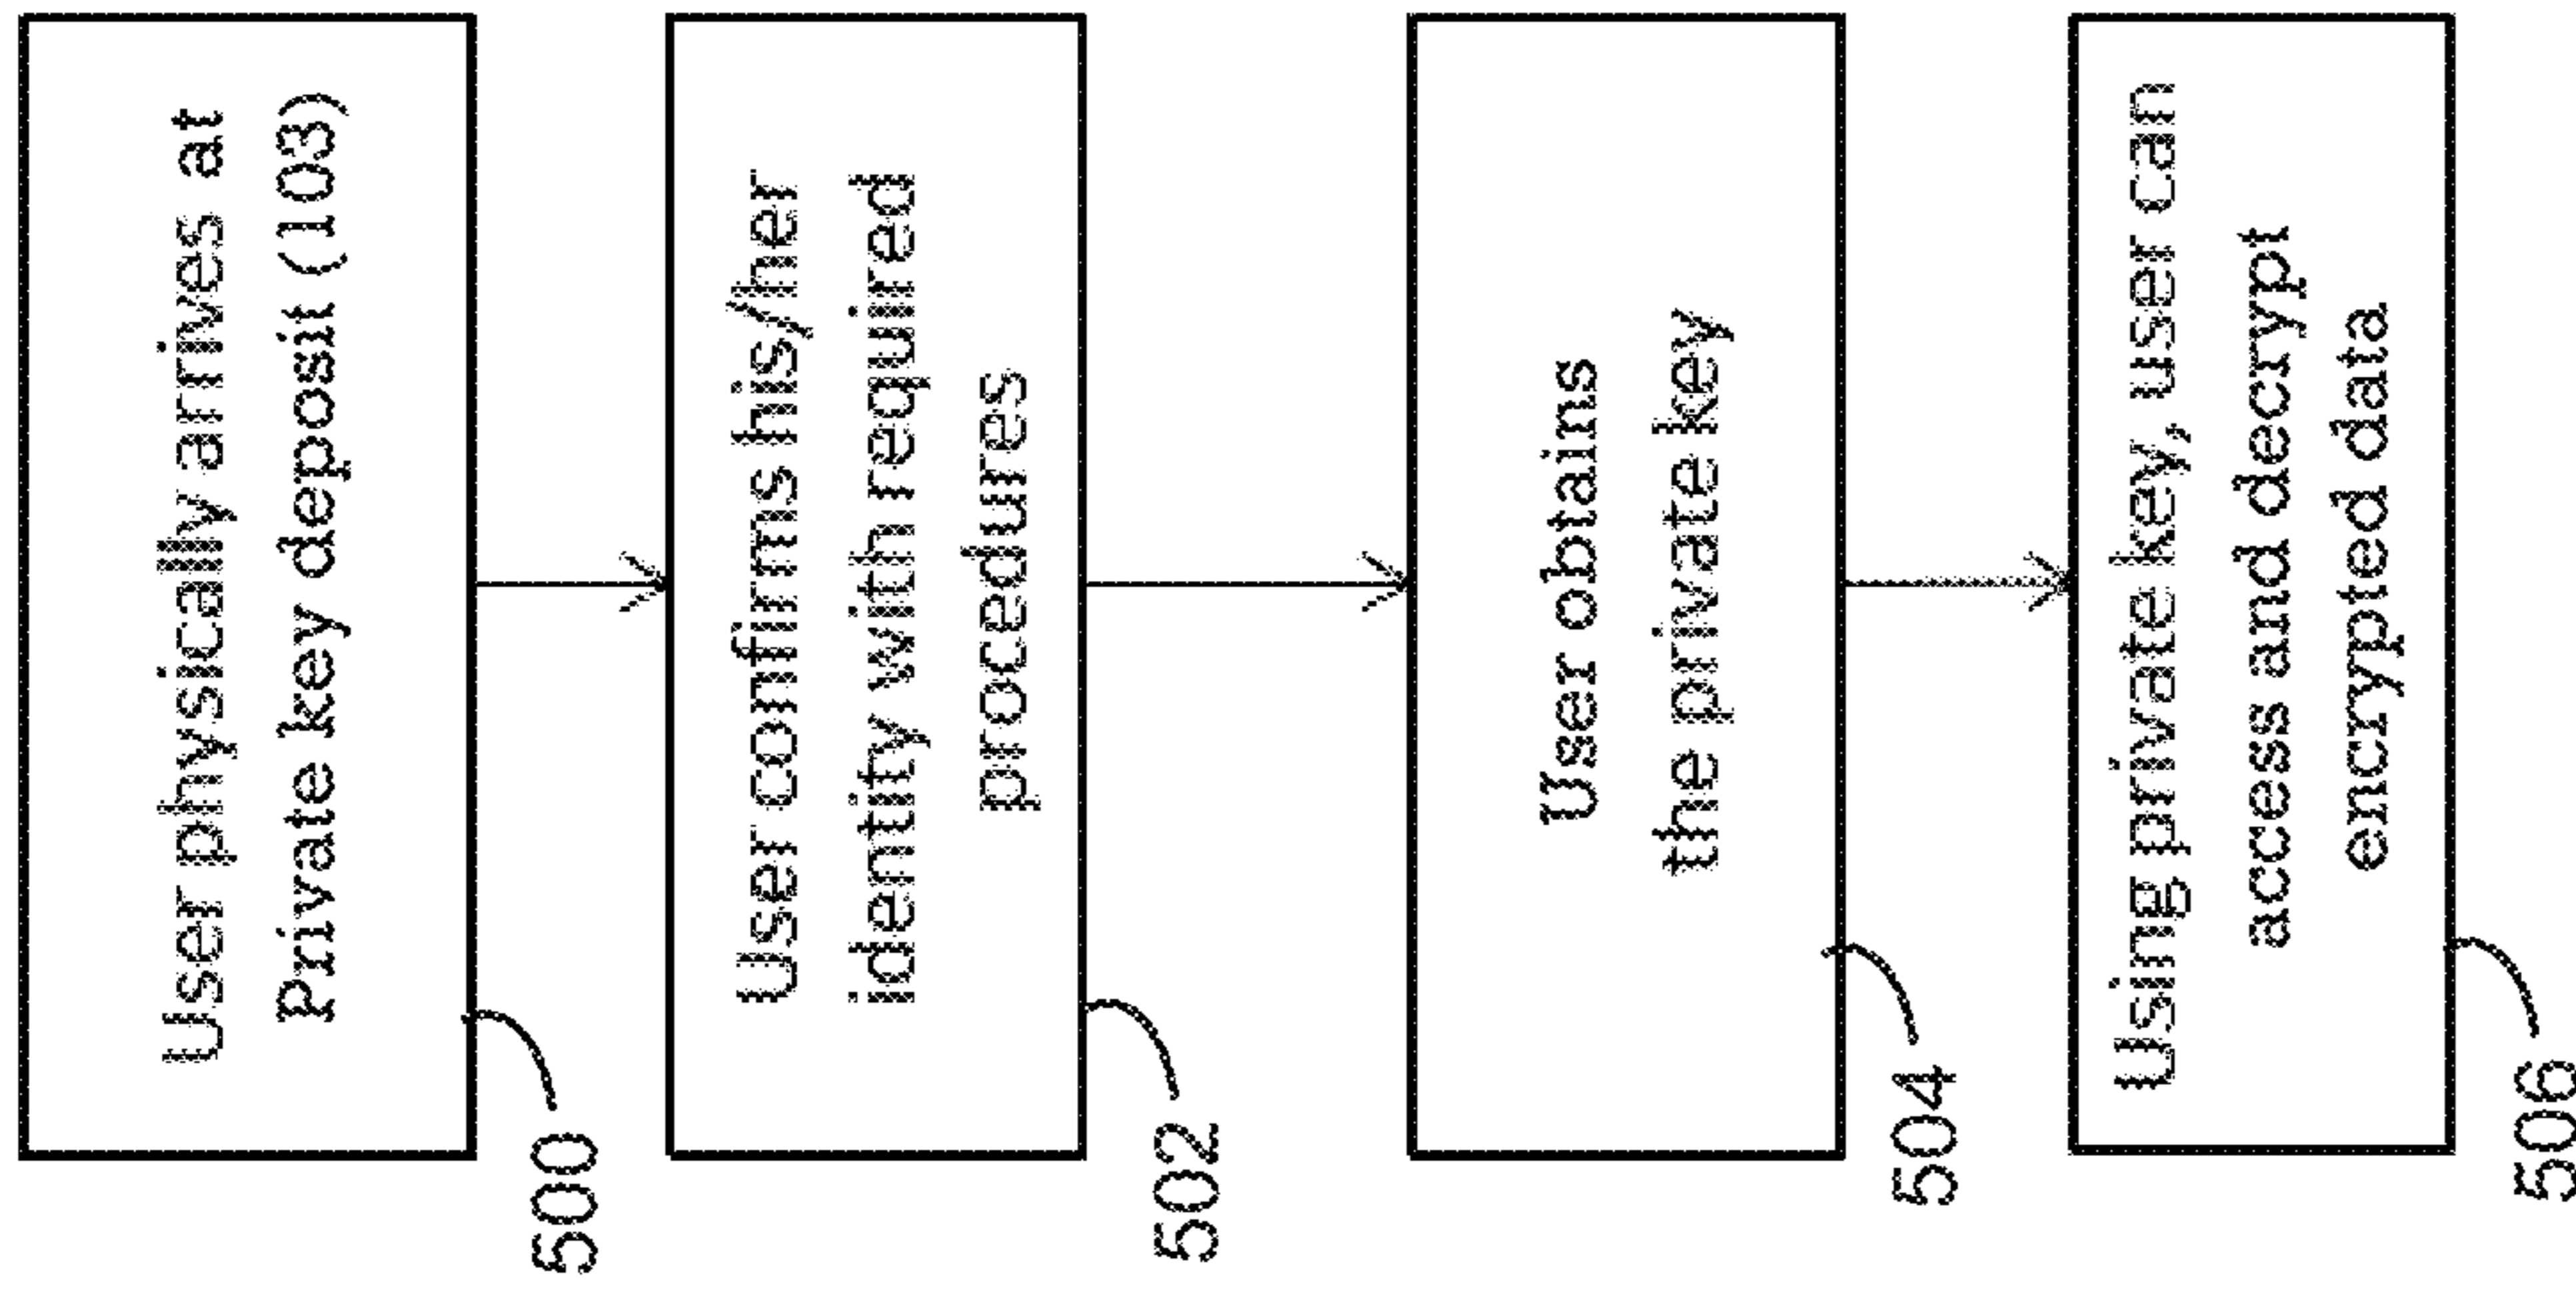 User physically arrives at
Private key deposit (103)
500
User confirms his/her
identity with required
procedures
502
User obtains
the private key
504
Using private key, user can
access and decrypt
encrypted data
506